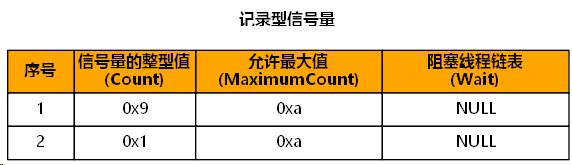 记录型信号量
序号 信号量的整型值 (Count) 允许最大值 (MaximumCount) 阻塞线程链表 (Wait)
1 0x9 0xa NULL
2 0x1 0xa NULL